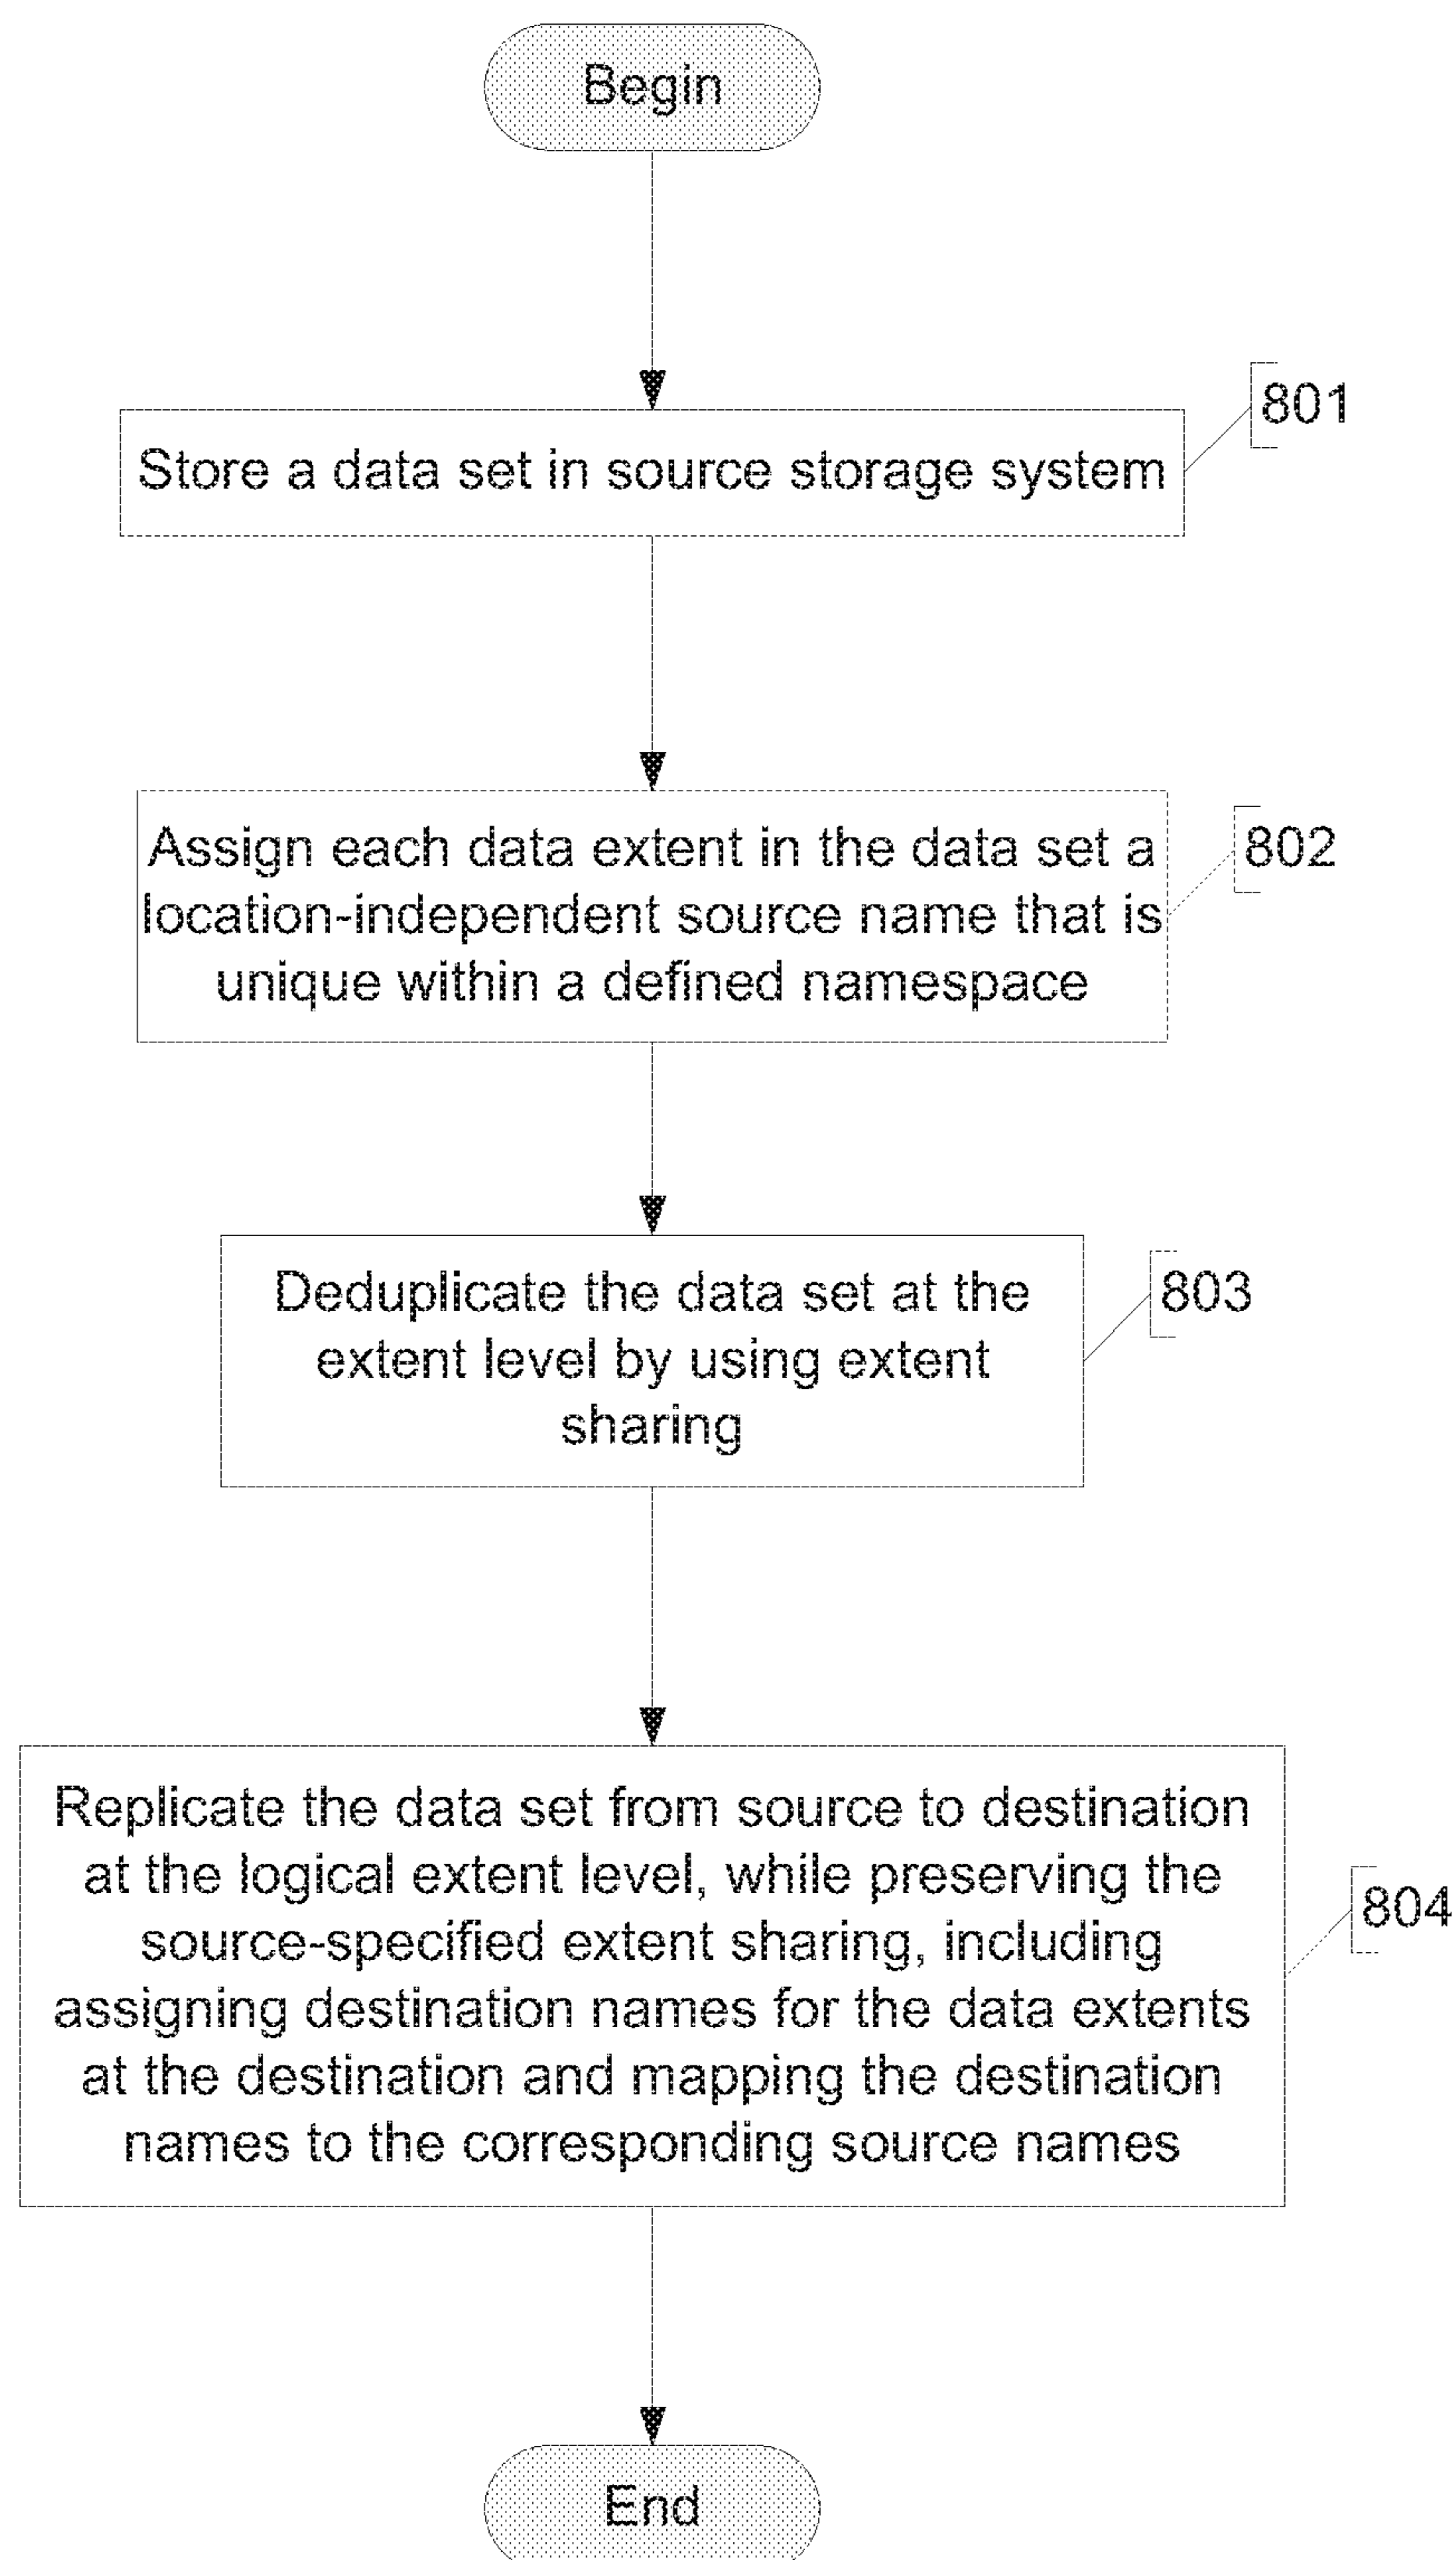 Begin
801
Store a data set in source storage system
802
Assign each data extent in the data set a
location-independent source name that is
unique within a defined namespace
803
Deduplicate the data set at the
extent level by using extent
sharing
804
Replicate the data set from source to destination
at the logical extent level, while preserving the
source-specified extent sharing, including
assigning destination names for the data extents
at the destination and mapping the destination
names to the corresponding source names
End